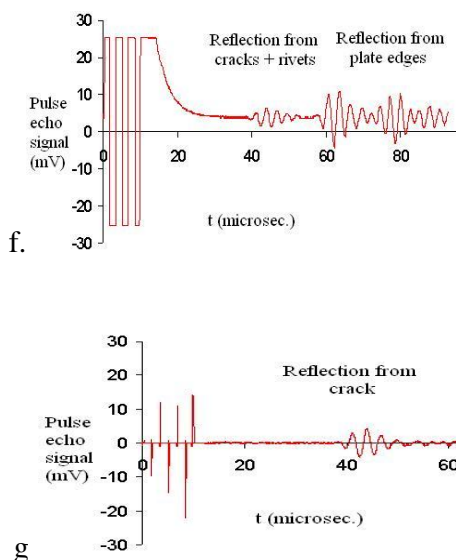 30
Reflection from
cracks + rivets
Reflection from
plate edges
20
Pulse
echo
signal
(mV)
10
0
0
20
40
60
80
-10
-20
-30
t (microsec.)
f.
30
20
Reflection from
crack
Pulse
echo
signal
(mV)
10
0
0
20
40
60
-10
-20
-30
t (microsec.)
g